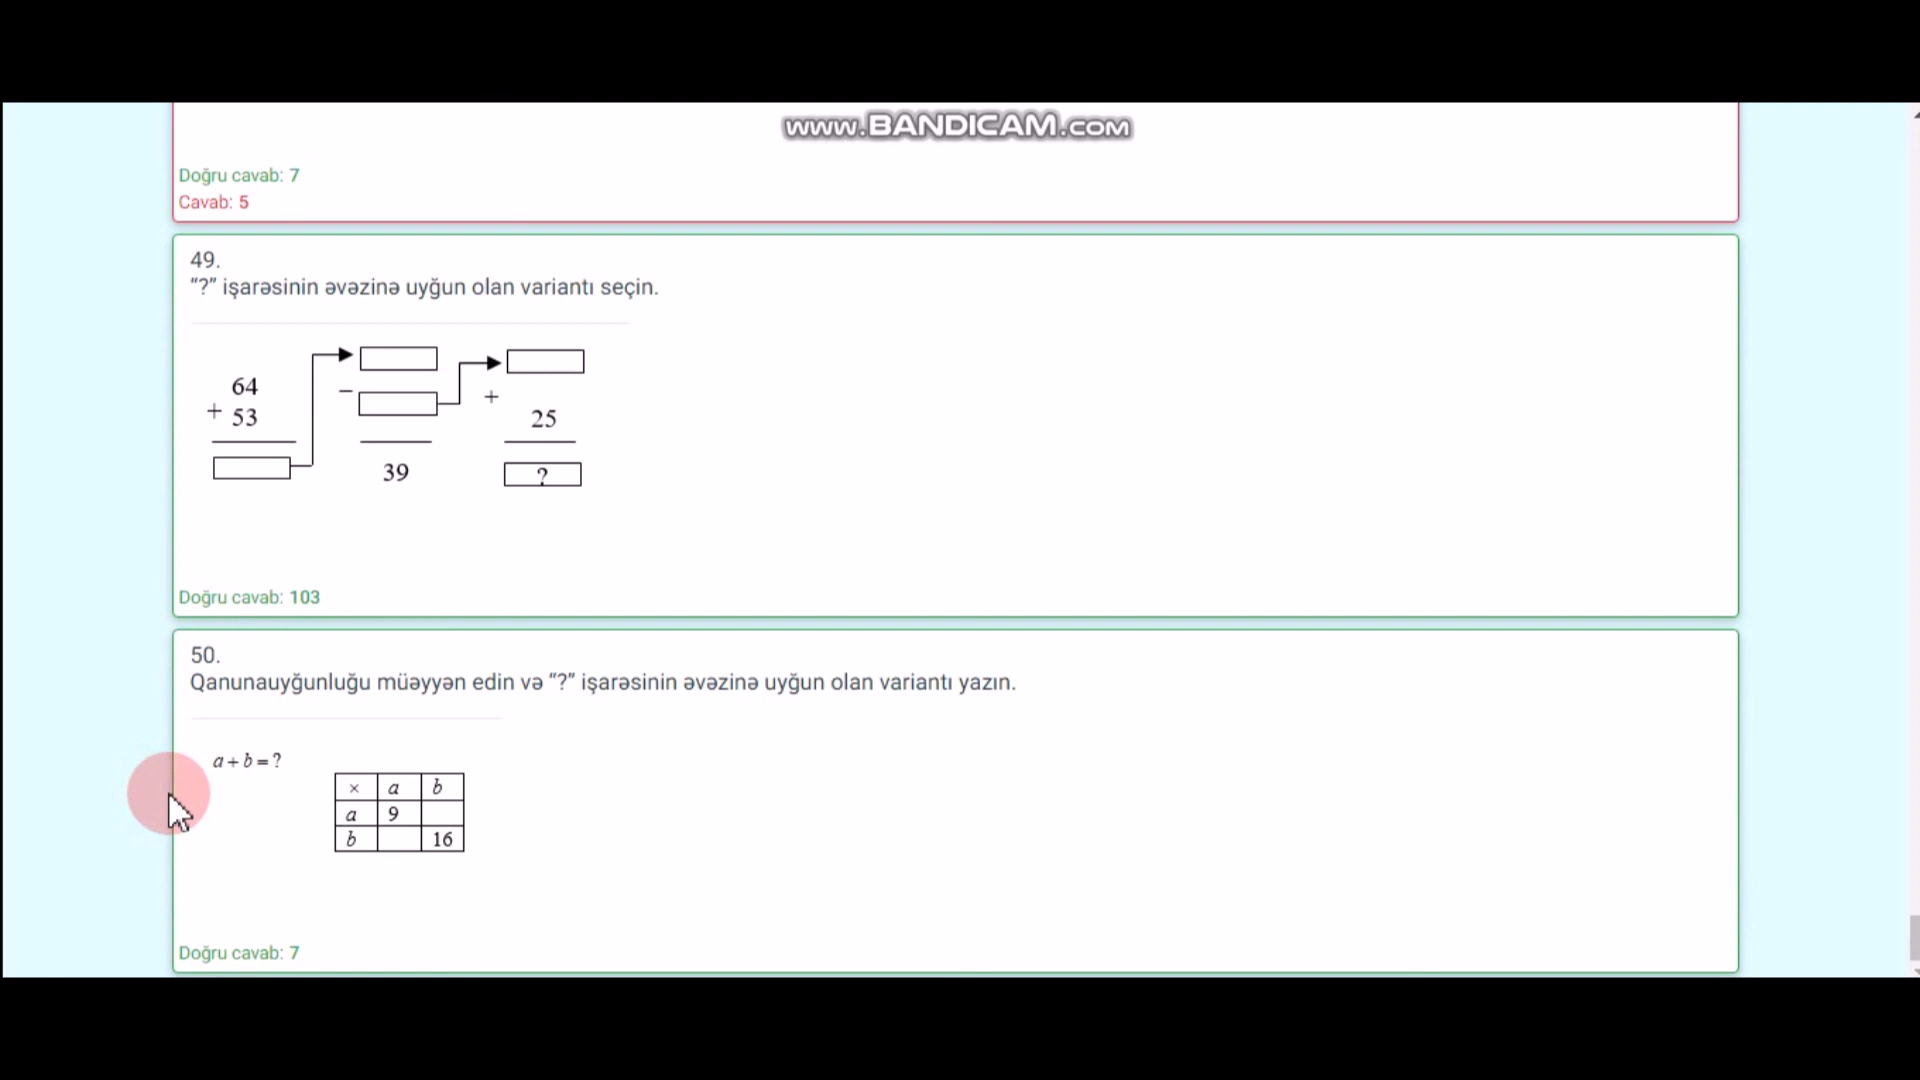 www.BANDICAM.com
Doğru cavab: 7
Cavab: 5
49.
“?” işarəsinin əvəzinə uyğun olan variantı seçin.
64
+ 53
−
39
+
25
?
Doğru cavab: 103
50.
Qanunauyğunluğu müəyyən edin və “?” işarəsinin əvəzinə uyğun olan variantı yazın.
a + b = ?
× a b
a 9
b 16
Doğru cavab: 7